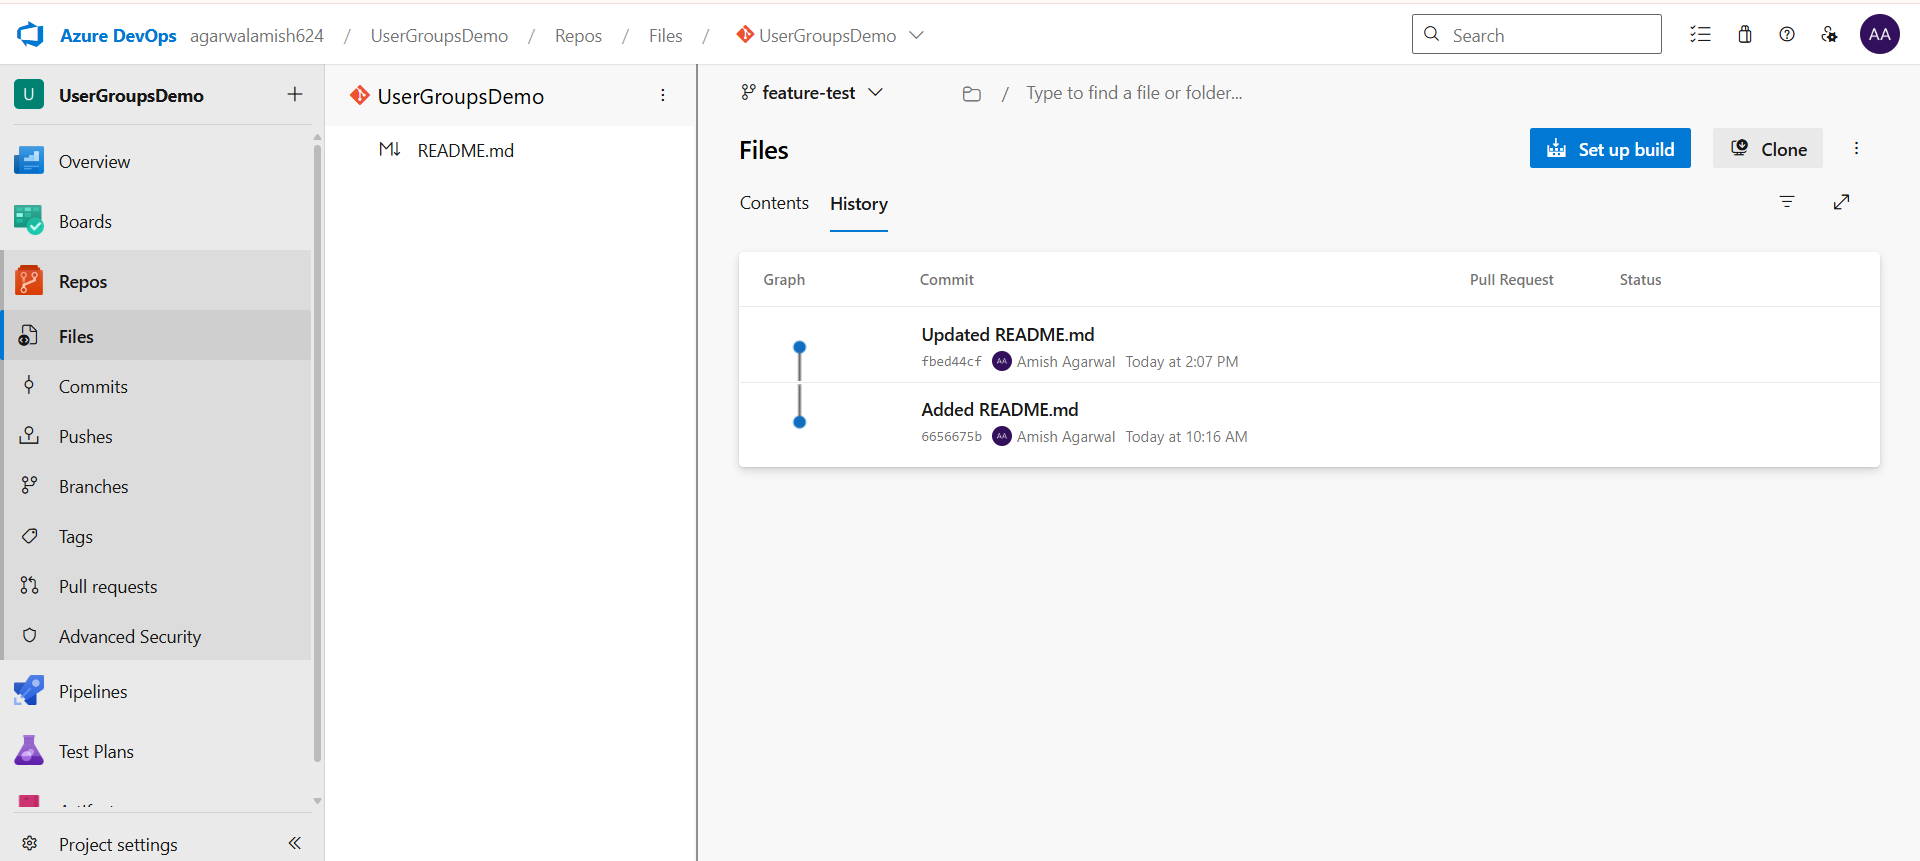 Azure DevOps agarwalamish624 / UserGroupsDemo / Repos / Files / UserGroupsDemo
Search
AA
U UserGroupsDemo
Overview
Boards
Repos
Files
Commits
Pushes
Branches
Tags
Pull requests
Advanced Security
Pipelines
Test Plans
Project settings
UserGroupsDemo
README.md
feature-test
/ Type to find a file or folder...
Files
Set up build
Clone
Contents History
Graph Commit Pull Request Status
Updated README.md
fbed44cf AA Amish Agarwal Today at 2:07 PM
Added README.md
6656675b AA Amish Agarwal Today at 10:16 AM